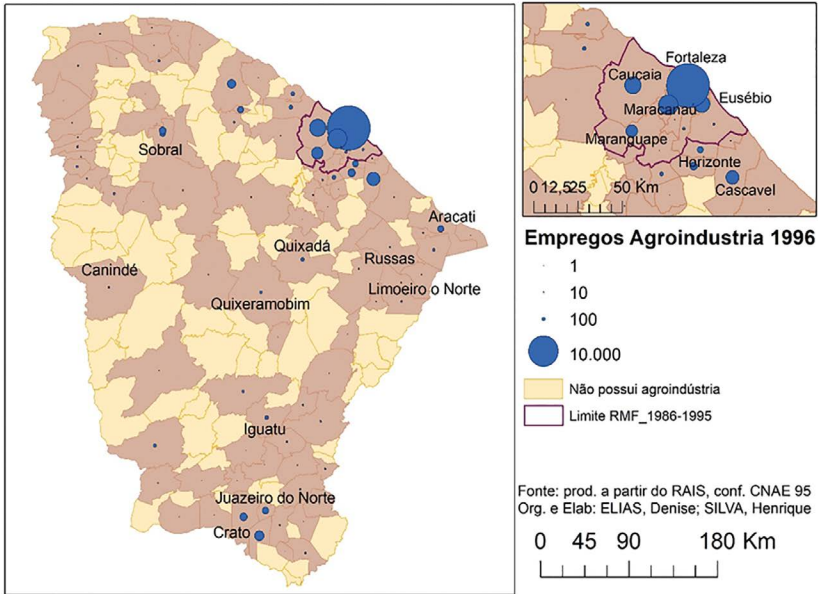 Sobral
Canindé
Quixadá
Quixeramobim
Aracati
Russas
Limoeiro o Norte
Iguatu
Juazeiro do Norte
Crato
Fortaleza
Caucaia
Eusébio
Maracanaú
Maranguape
Horizonte
Cascavel
0 12,525 50 Km
Empregos Agroindustria 1996
1
10
100
10.000
Não possui agroindústria
Limite RMF_1986-1995
Fonte: prod. a partir do RAIS, conf. CNAE 95
Org. e Elab: ELIAS, Denise; SILVA, Henrique
0 45 90 180 Km